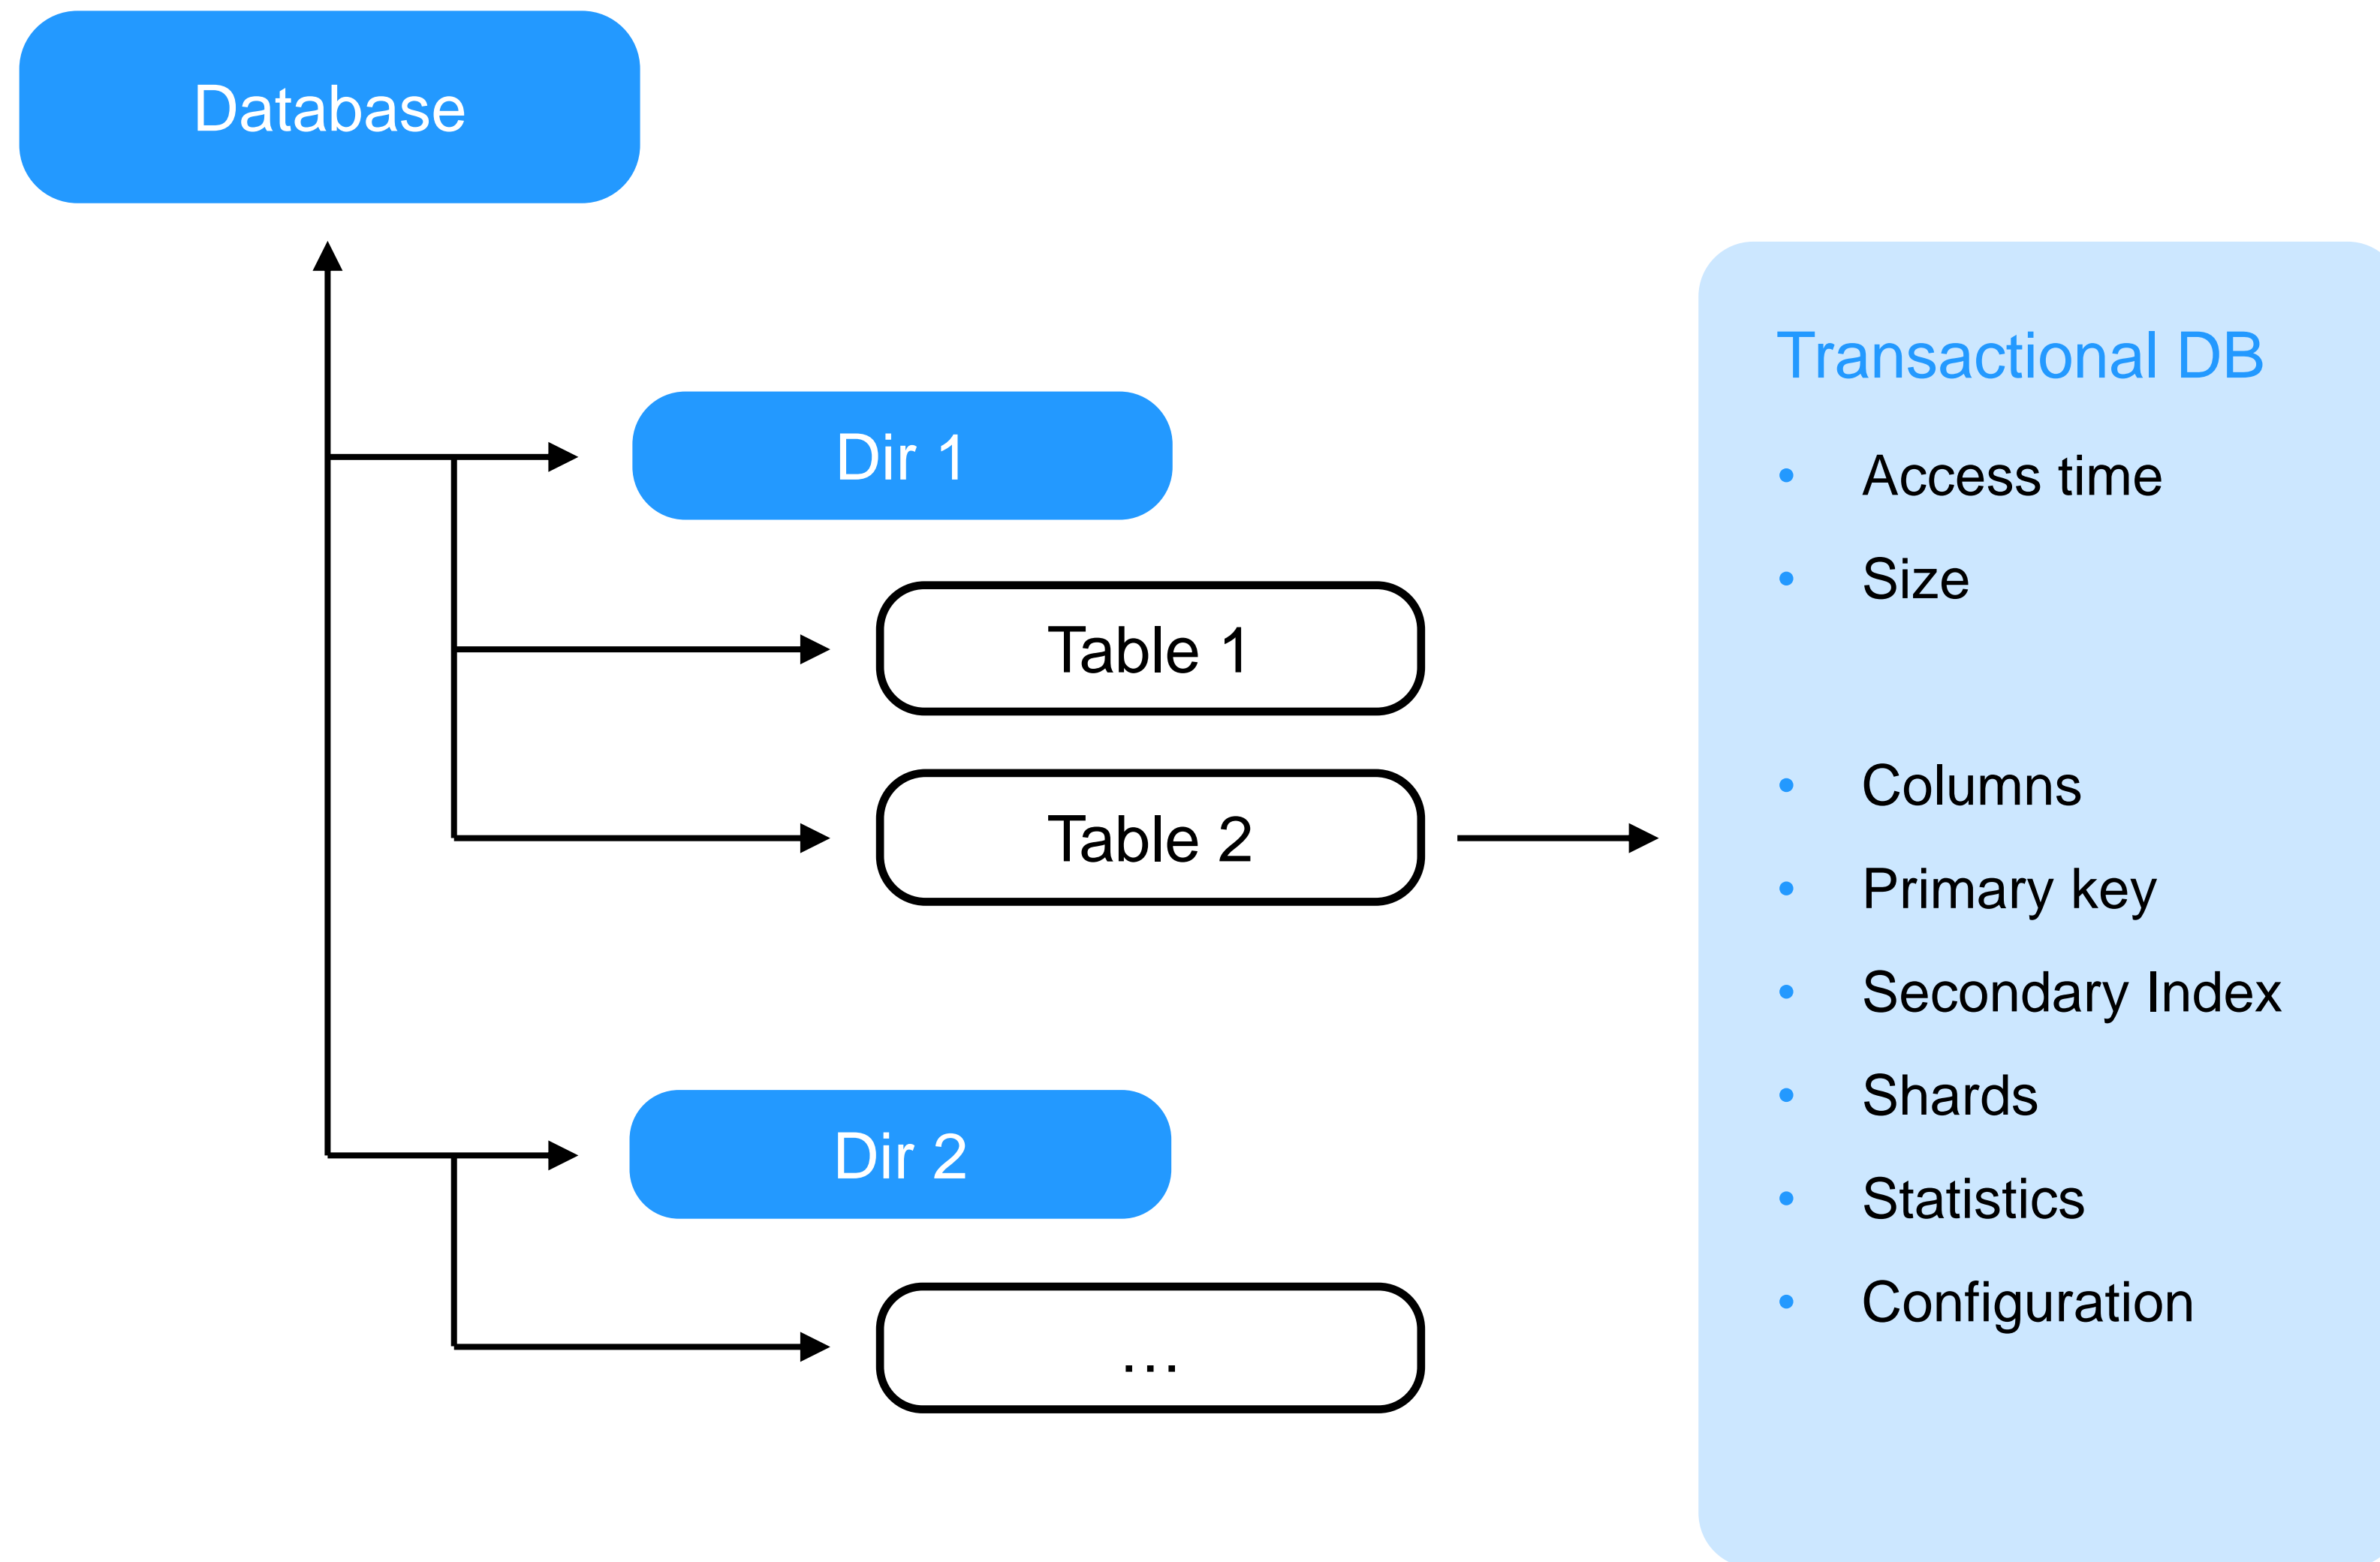 Database
Dir 1
Table 1
Table 2
Dir 2
...
Transactional DB
• Access time
• Size
• Columns
• Primary key
• Secondary Index
• Shards
• Statistics
• Configuration